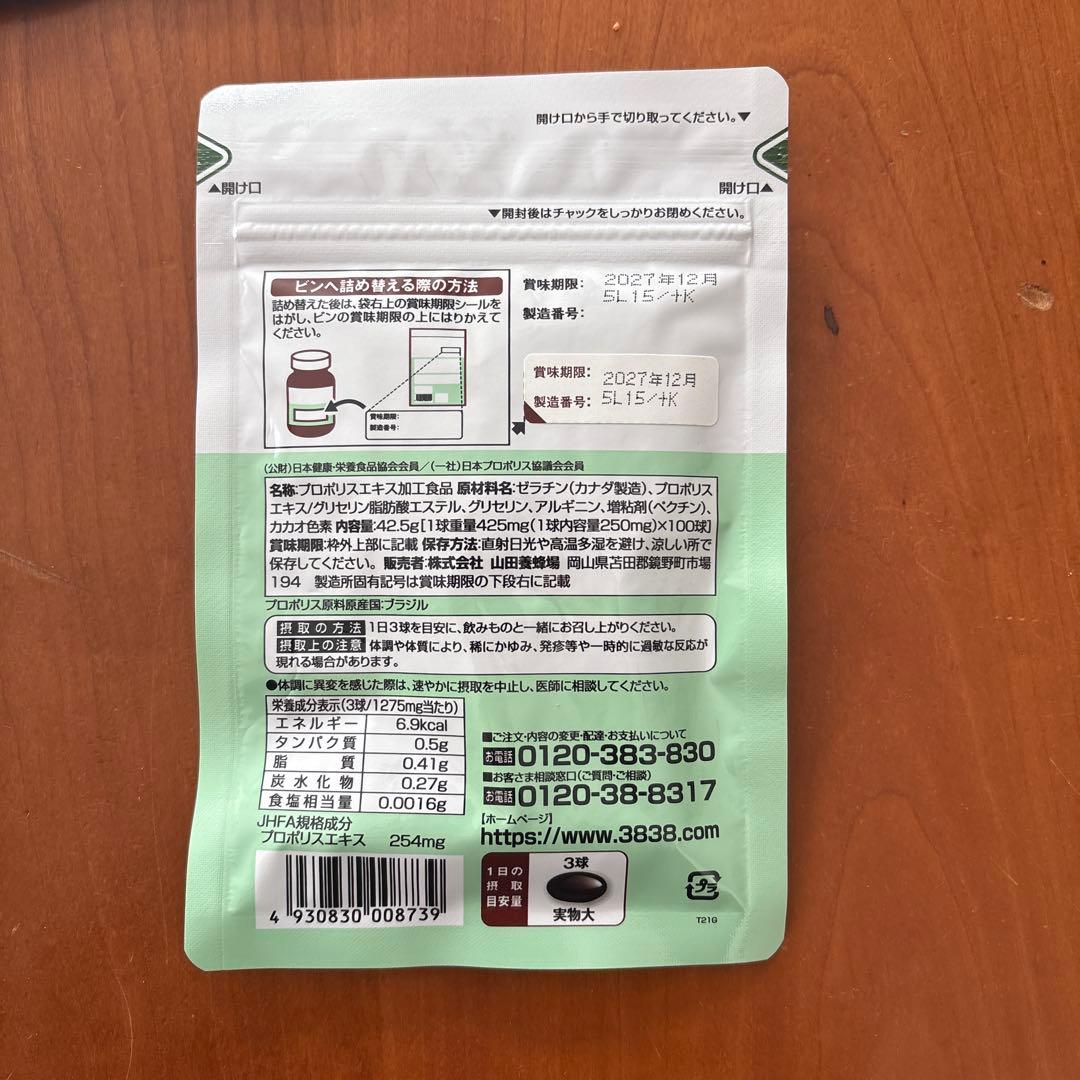 開け口から手で切り取ってください。▼
▲開け口
開け口▲
▼開封後はチャックをしっかりお閉めください。
ビンへ詰め替える際の方法
詰め替えた後は、袋右上の賞味期限シールを
はがし、ビンの賞味期限の上にはりかえて
ください。
賞味期限:
製造番号:
賞味期限: 2027年12月
5L15/+K
製造番号:
賞味期限: 2027年12月
製造番号: 5L15/+K
(公財)日本健康・栄養食品協会会員/(一社)日本プロポリス協議会会員
名称:プロポリスエキス加工食品 原材料名:ゼラチン(カナダ製造)、プロポリス
エキス/グリセリン脂肪酸エステル、グリセリン、アルギニン、増粘剤(ペクチン)、
カカオ色素 内容量:42.5g[1球重量425mg(1球内容量250mg)×100球]
賞味期限:枠外上部に記載 保存方法:直射日光や高温多湿を避け、涼しい所で
保存してください。 販売者:株式会社 山田養蜂場 岡山県苫田郡鏡野町市場
194 製造所固有記号は賞味期限の下段右に記載
プロポリス原料原産国:ブラジル
摂取の方法 1日3球を目安に、飲みものと一緒にお召し上がりください。
摂取上の注意 体調や体質により、稀にかゆみ、発疹等や一時的に過敏な反応が
現れる場合があります。
●体調に異変を感じた際は、速やかに摂取を中止し、医師に相談してください。
栄養成分表示(3球/1275mg当たり)
エネルギー 6.9kcal
タンパク質 0.5g
脂質 0.41g
炭水化物 0.27g
食塩相当量 0.0016g
JHFA規格成分
プロポリスエキス 254mg
■ご注文・内容の変更・配達・お支払いについて
お電話 0120-383-830
■お客さま相談窓口(ご質問・ご相談)
お電話 0120-38-8317
【ホームページ】
https://www.3838.com
4 930830 008739
1日の
摂取
目安量
3球
実物大
プラ
T21G